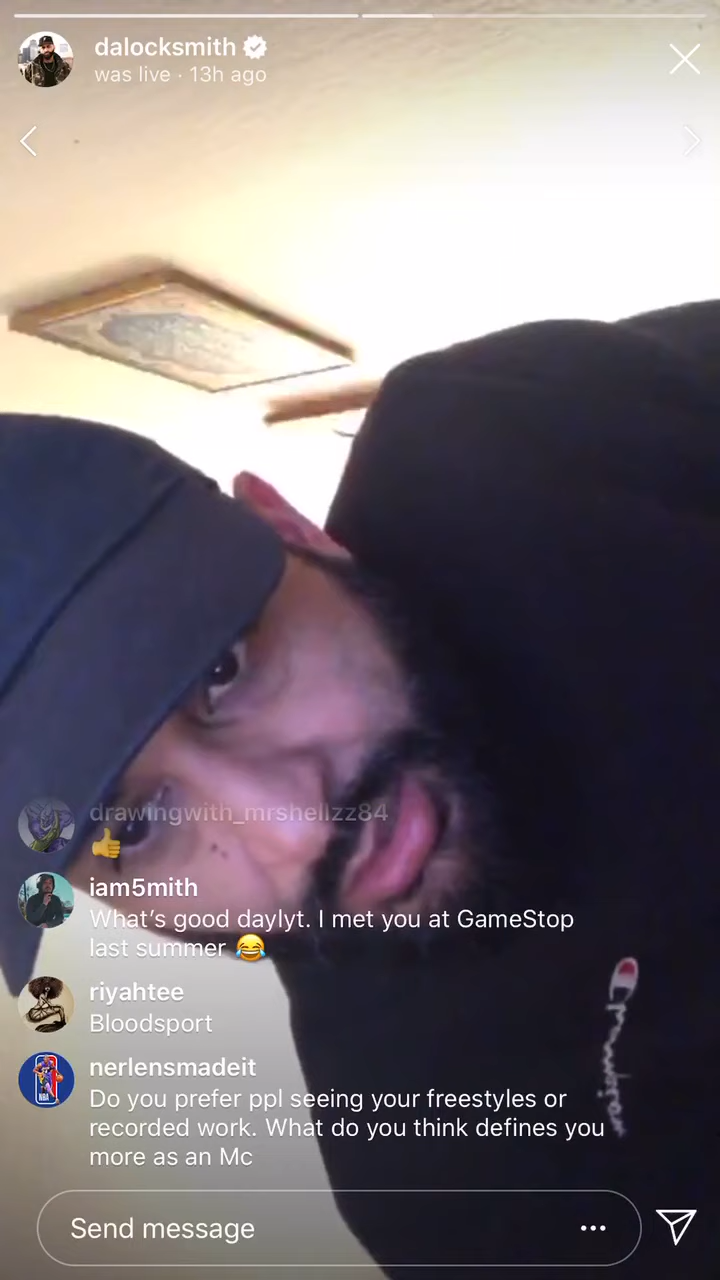 dalocksmith
was live · 13h ago
drawingwith_mrshellzz84
👍
iam5mith
What's good daylyt. I met you at GameStop
last summer 😂
riyahtee
Bloodsport
nerlensmadeit
Do you prefer ppl seeing your freestyles or
recorded work. What do you think defines you
more as an Mc
Send message
Champion
NBA